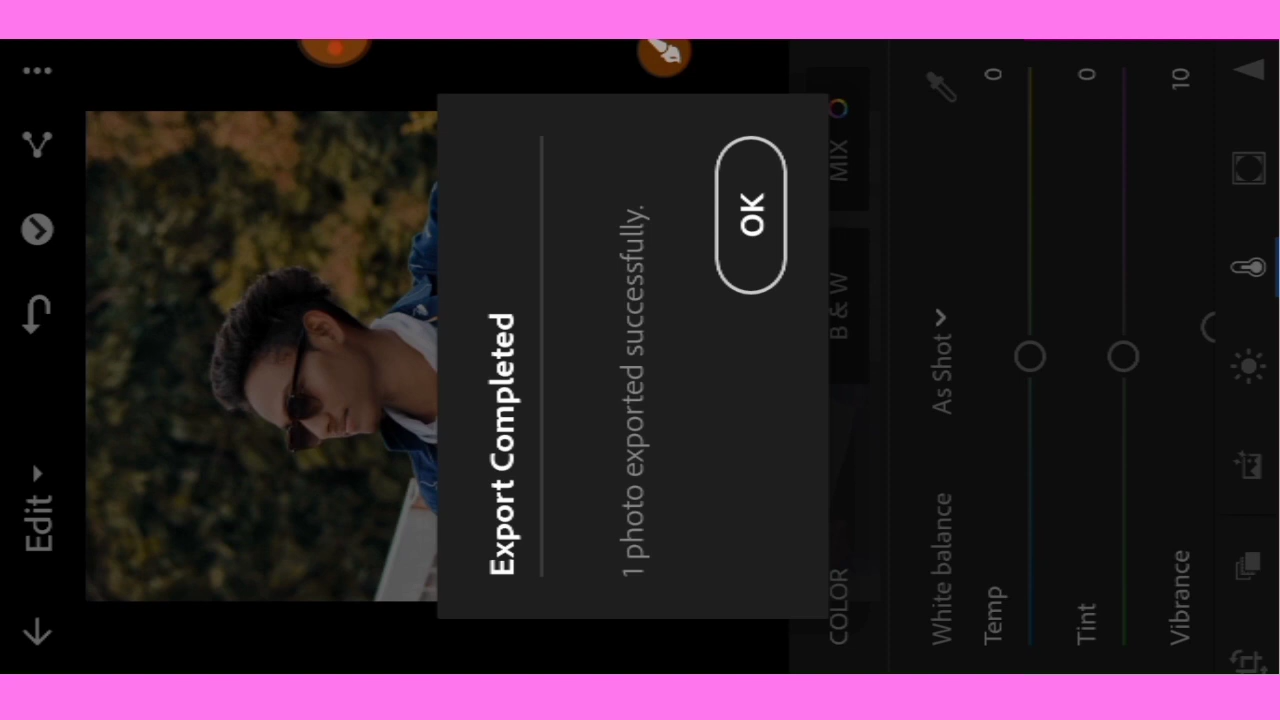 Edit
Export Completed
1 photo exported successfully.
OK
COLOR
B & W
MIX
White balance
As Shot
Temp
0
Tint
0
Vibrance
10